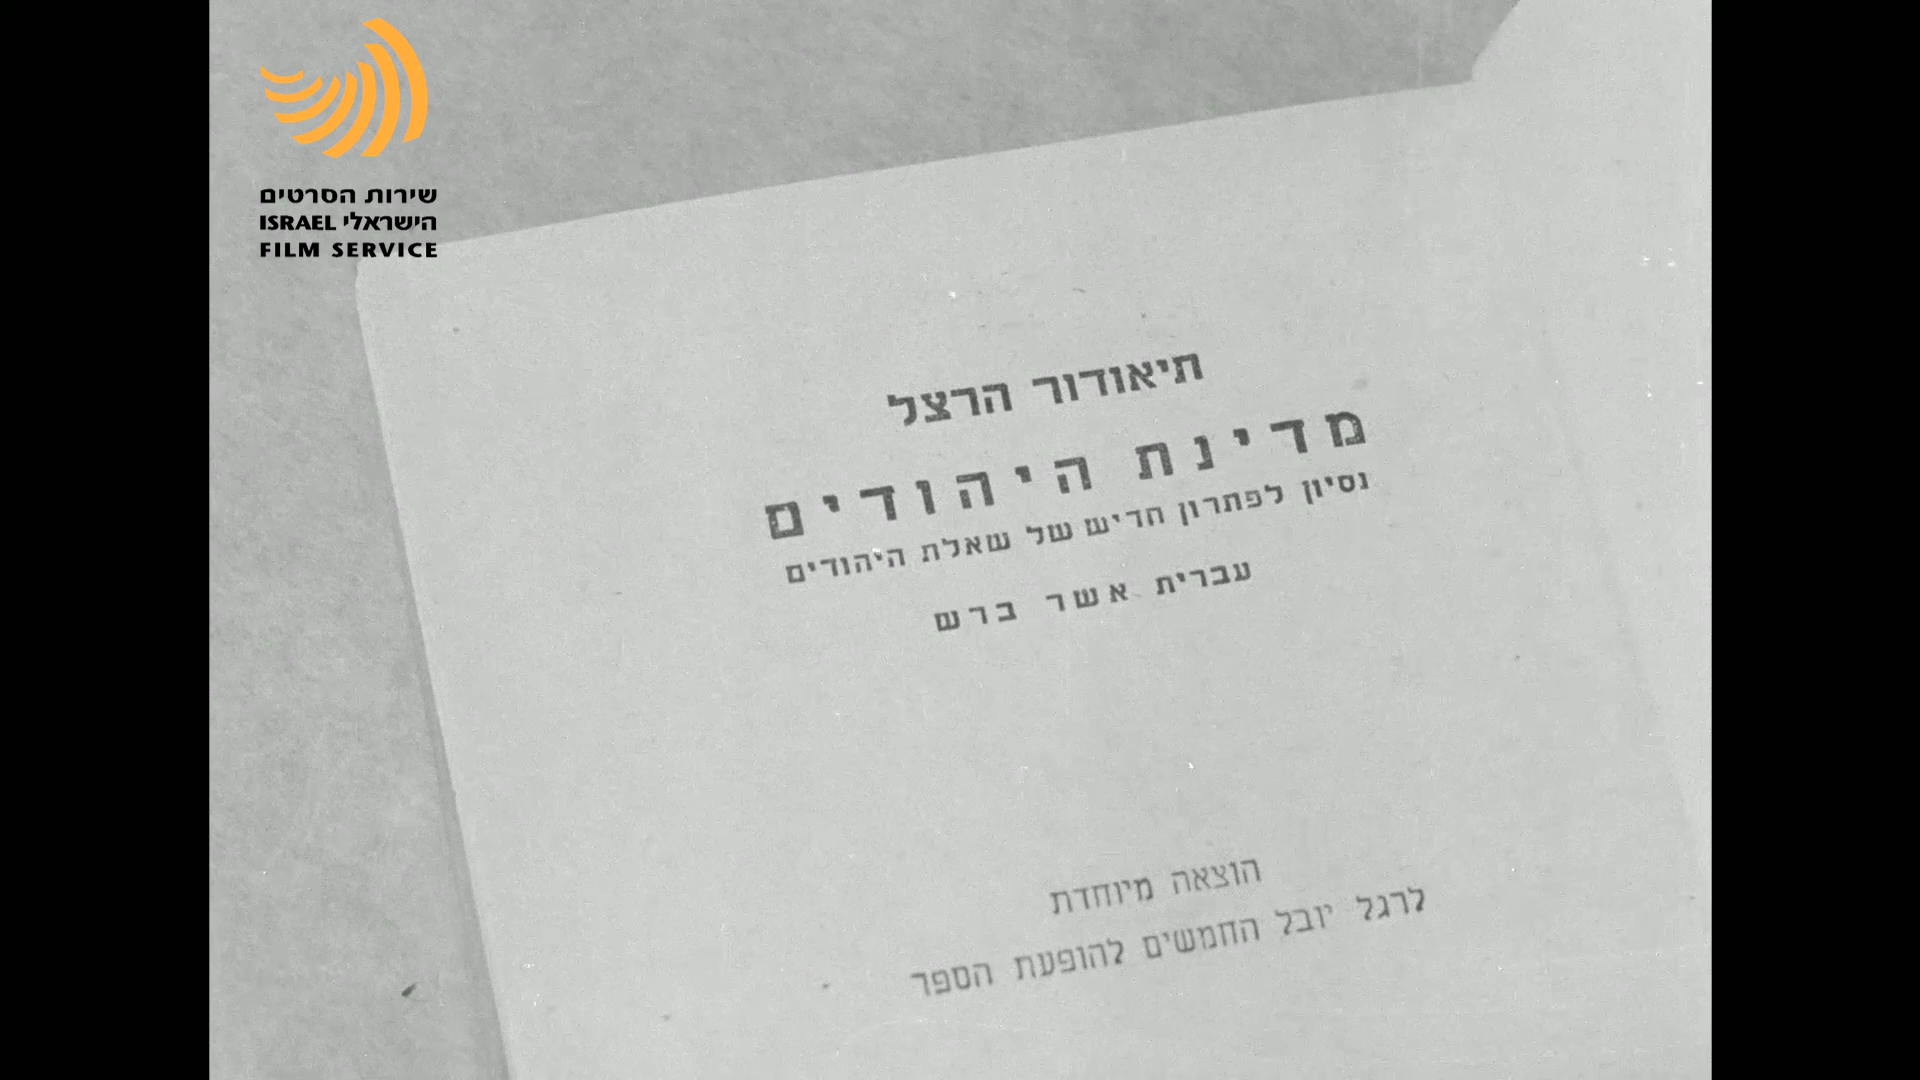 שירות הסרטים
הישראלי ISRAEL
FILM SERVICE
תיאודור הרצל
מדינת היהודים
נסיון לפתרון חדיש של שאלת היהודים
עברית אשר ברש
הוצאה מיוחדת
לרגל יובל החמשים להופעת הספר